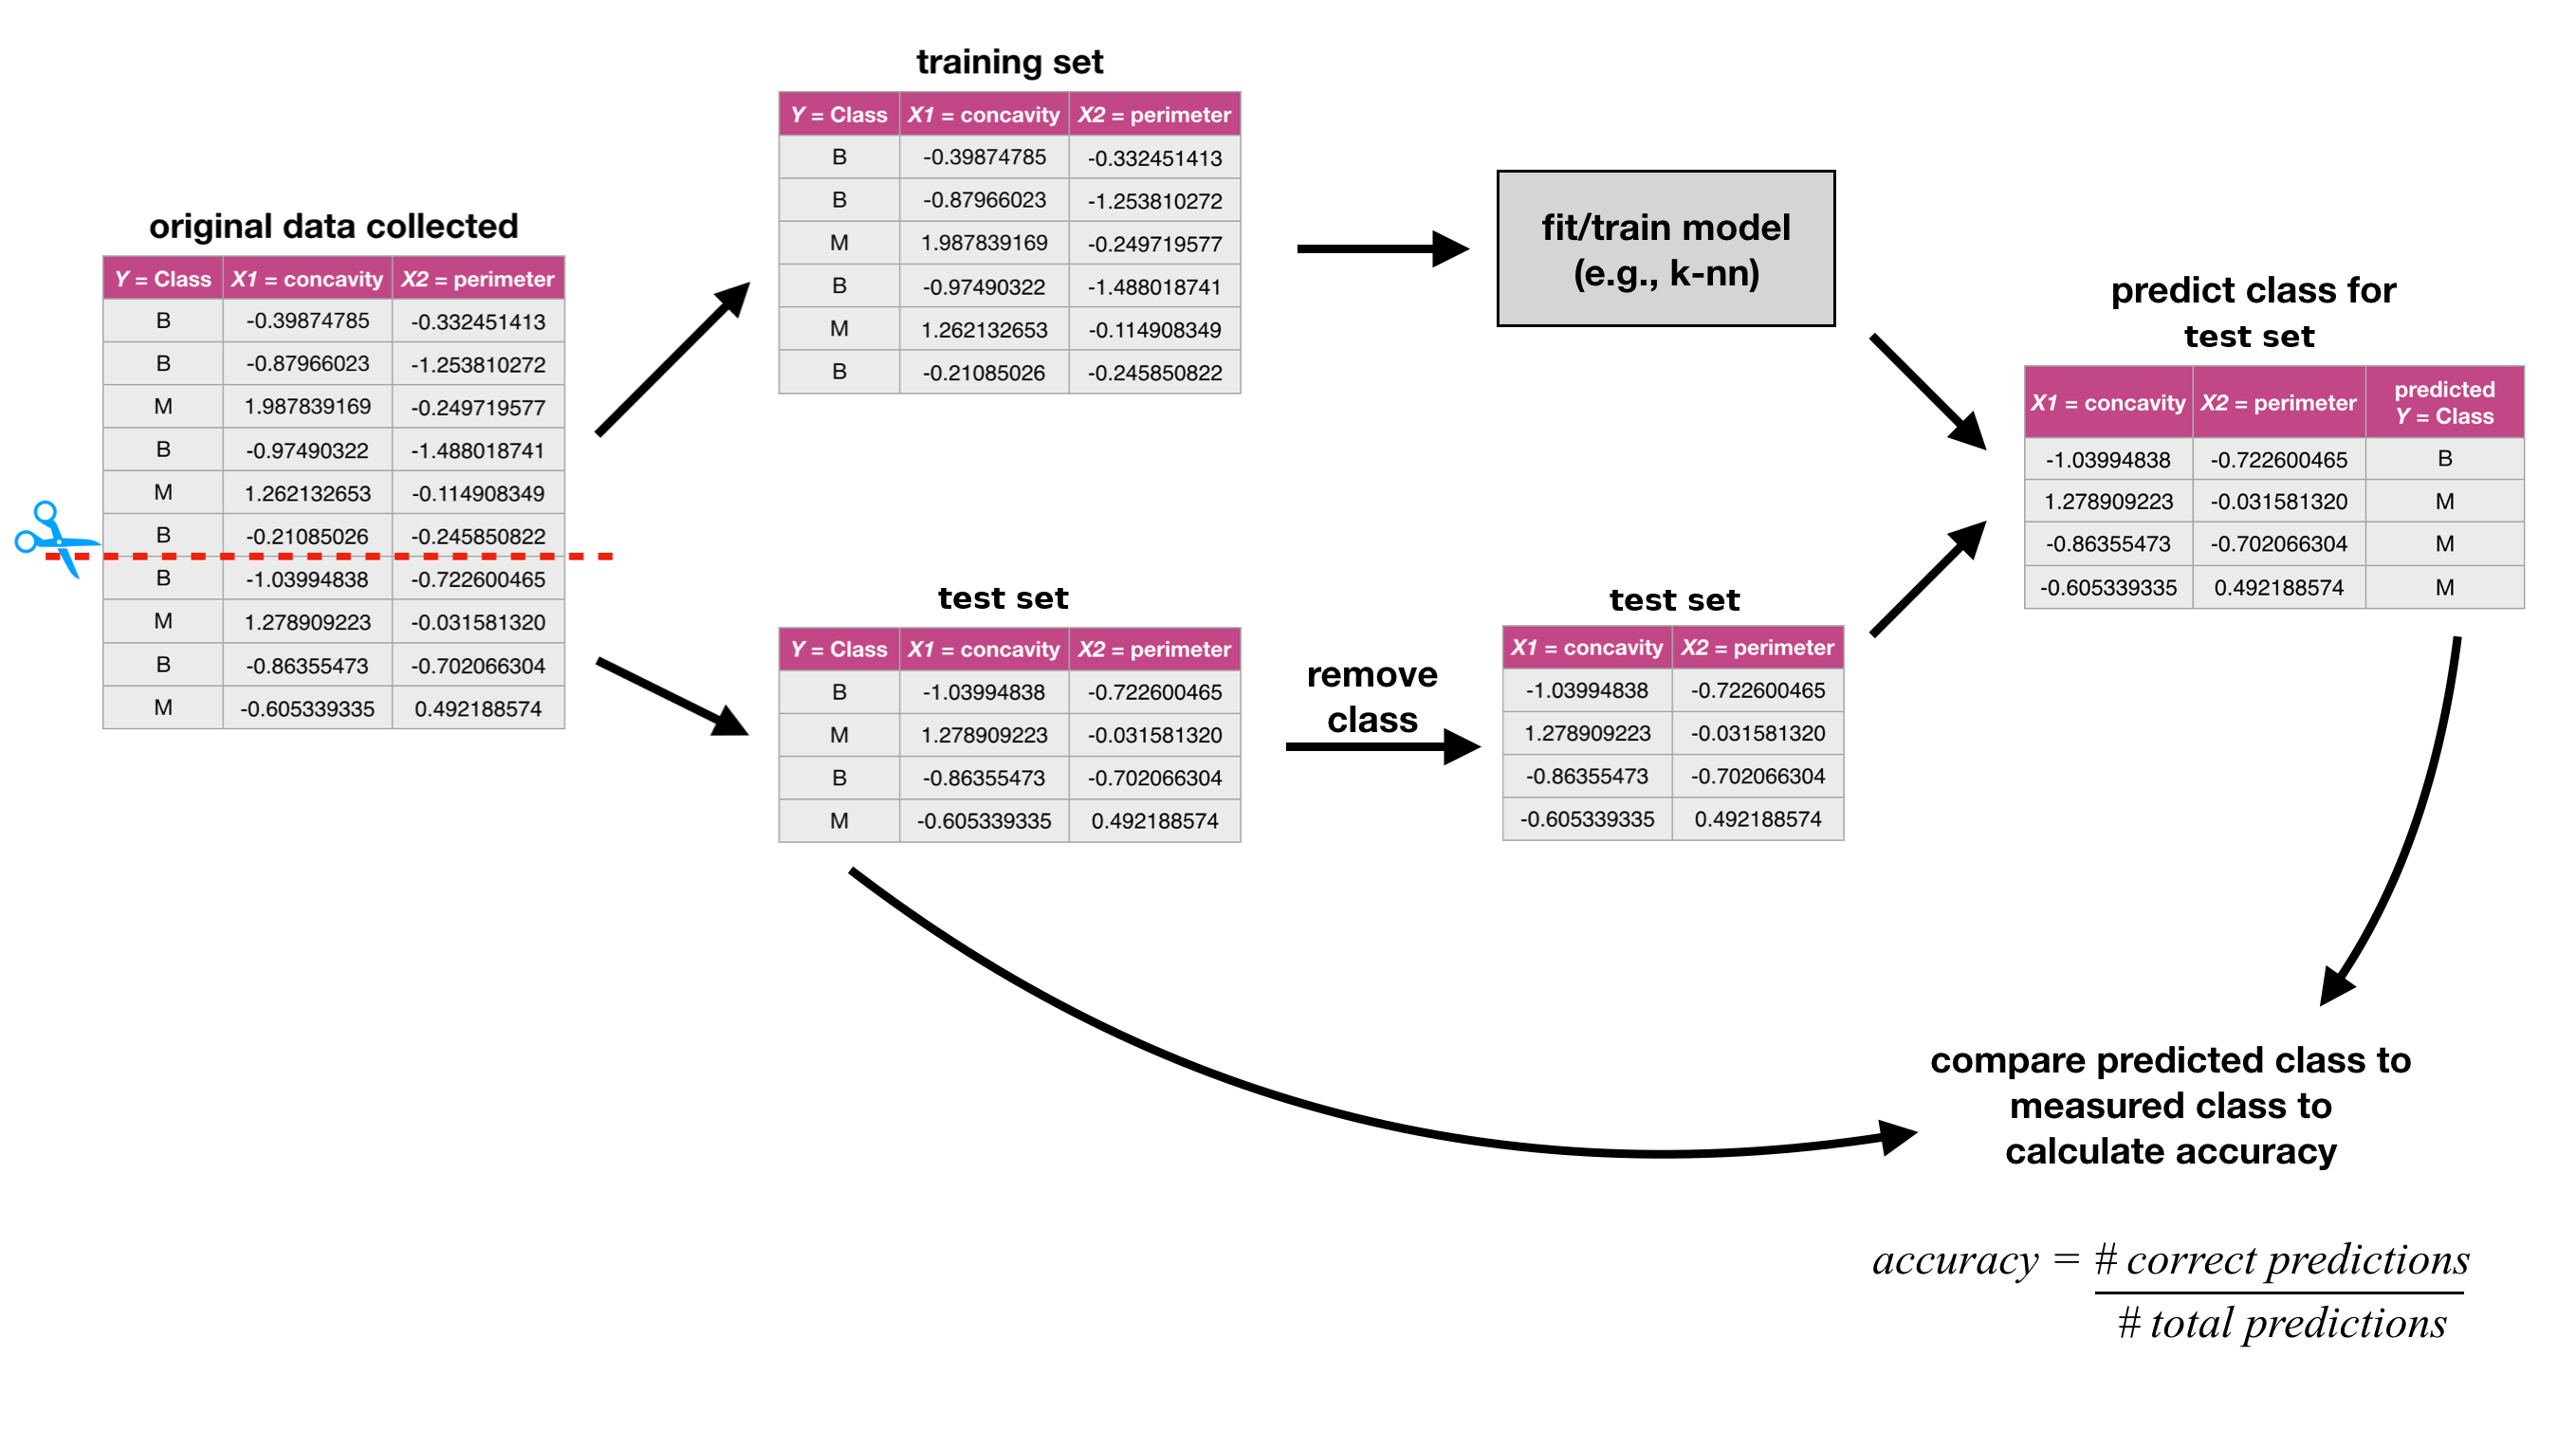 original data collected
Y = Class X1 = concavity X2 = perimeter
B -0.39874785 -0.332451413
B -0.87966023 -1.253810272
M 1.987839169 -0.249719577
B -0.97490322 -1.488018741
M 1.262132653 -0.114908349
B -0.21085026 -0.245850822
B -1.03994838 -0.722600465
M 1.278909223 -0.031581320
B -0.86355473 -0.702066304
M -0.605339335 0.492188574
training set
Y = Class X1 = concavity X2 = perimeter
B -0.39874785 -0.332451413
B -0.87966023 -1.253810272
M 1.987839169 -0.249719577
B -0.97490322 -1.488018741
M 1.262132653 -0.114908349
B -0.21085026 -0.245850822
fit/train model
(e.g., k-nn)
test set
Y = Class X1 = concavity X2 = perimeter
B -1.03994838 -0.722600465
M 1.278909223 -0.031581320
B -0.86355473 -0.702066304
M -0.605339335 0.492188574
remove
class
test set
X1 = concavity X2 = perimeter
-1.03994838 -0.722600465
1.278909223 -0.031581320
-0.86355473 -0.702066304
-0.605339335 0.492188574
predict class for
test set
X1 = concavity X2 = perimeter predicted
Y = Class
-1.03994838 -0.722600465 B
1.278909223 -0.031581320 M
-0.86355473 -0.702066304 M
-0.605339335 0.492188574 M
compare predicted class to
measured class to
calculate accuracy
accuracy = # correct predictions
# total predictions